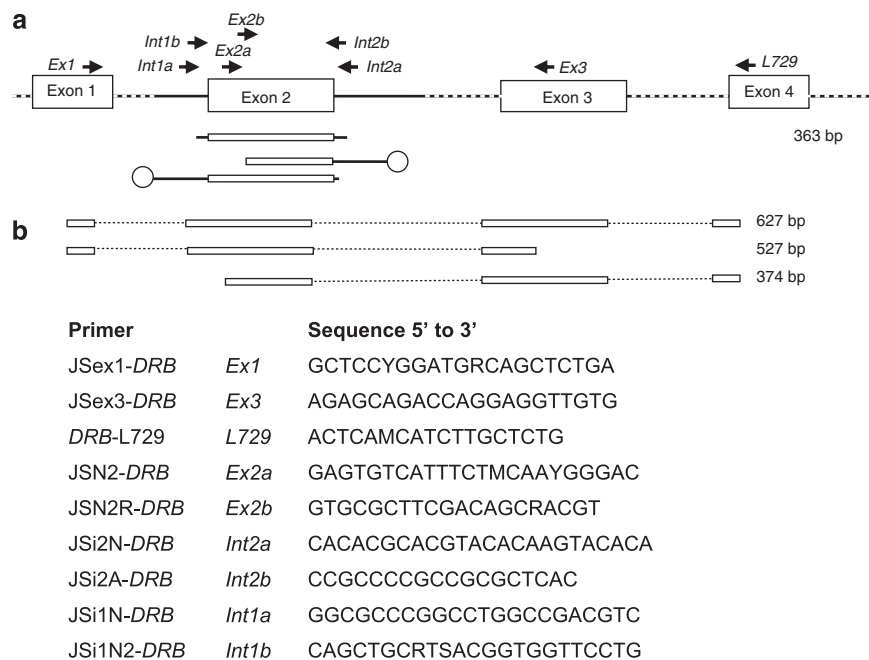 a
Ex2b
Int1b Int2b
Ex2a
Ex1 Int1a Int2a Ex3 L729
Exon 1 Exon 2 Exon 3 Exon 4
363 bp
b
627 bp
527 bp
374 bp
Primer Sequence 5’ to 3’
JSex1-DRB Ex1 GCTCCYGGATGRCAGCTCTGA
JSex3-DRB Ex3 AGAGCAGACCAGGAGGTTGTG
DRB-L729 L729 ACTCAMCATCTTGCTCTG
JSN2-DRB Ex2a GAGTGTCATTTCTMCAAYGGGAC
JSN2R-DRB Ex2b GTGCGCTTCGACAGCRACGT
JSi2N-DRB Int2a CACACGCACGTACACAAGTACACA
JSi2A-DRB Int2b CCGCCCCGCCGCGCTCAC
JSi1N-DRB Int1a GGCGCCCGGCCTGGCCGACGTC
JSi1N2-DRB Int1b CAGCTGCRTSACGGTGGTTCCTG